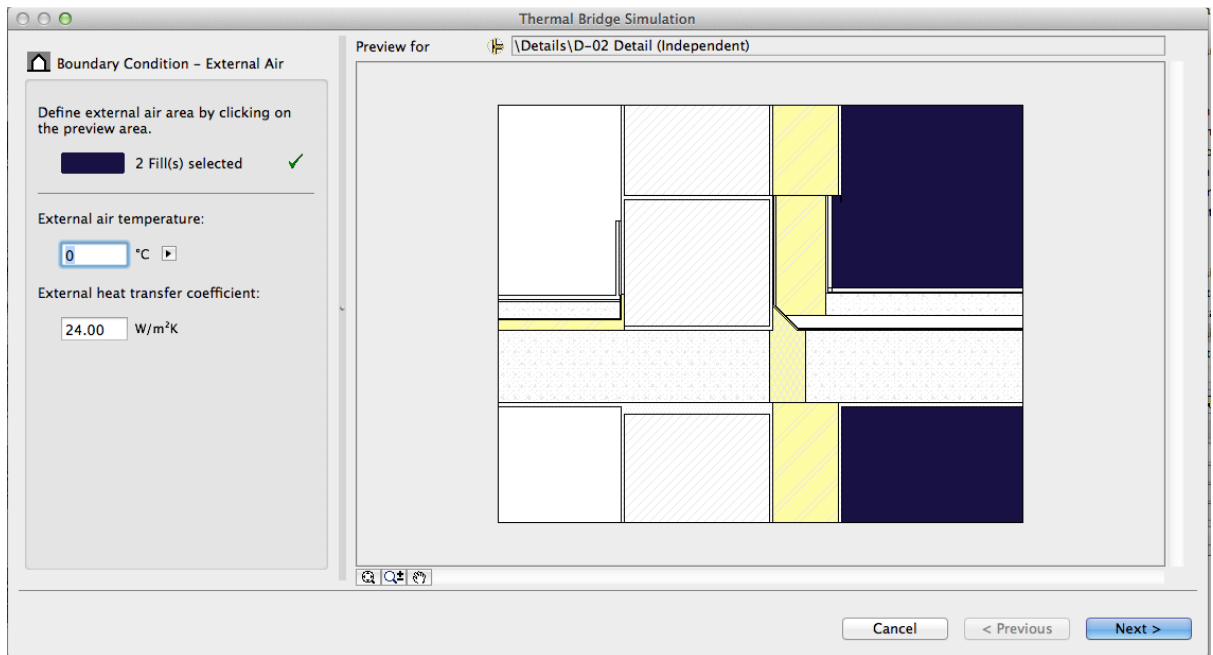 Thermal Bridge Simulation
Boundary Condition – External Air
Define external air area by clicking on
the preview area.
2 Fill(s) selected
External air temperature:
0 °C
External heat transfer coefficient:
24.00 W/m²K
Preview for \Details\D-02 Detail (Independent)
Cancel < Previous Next >